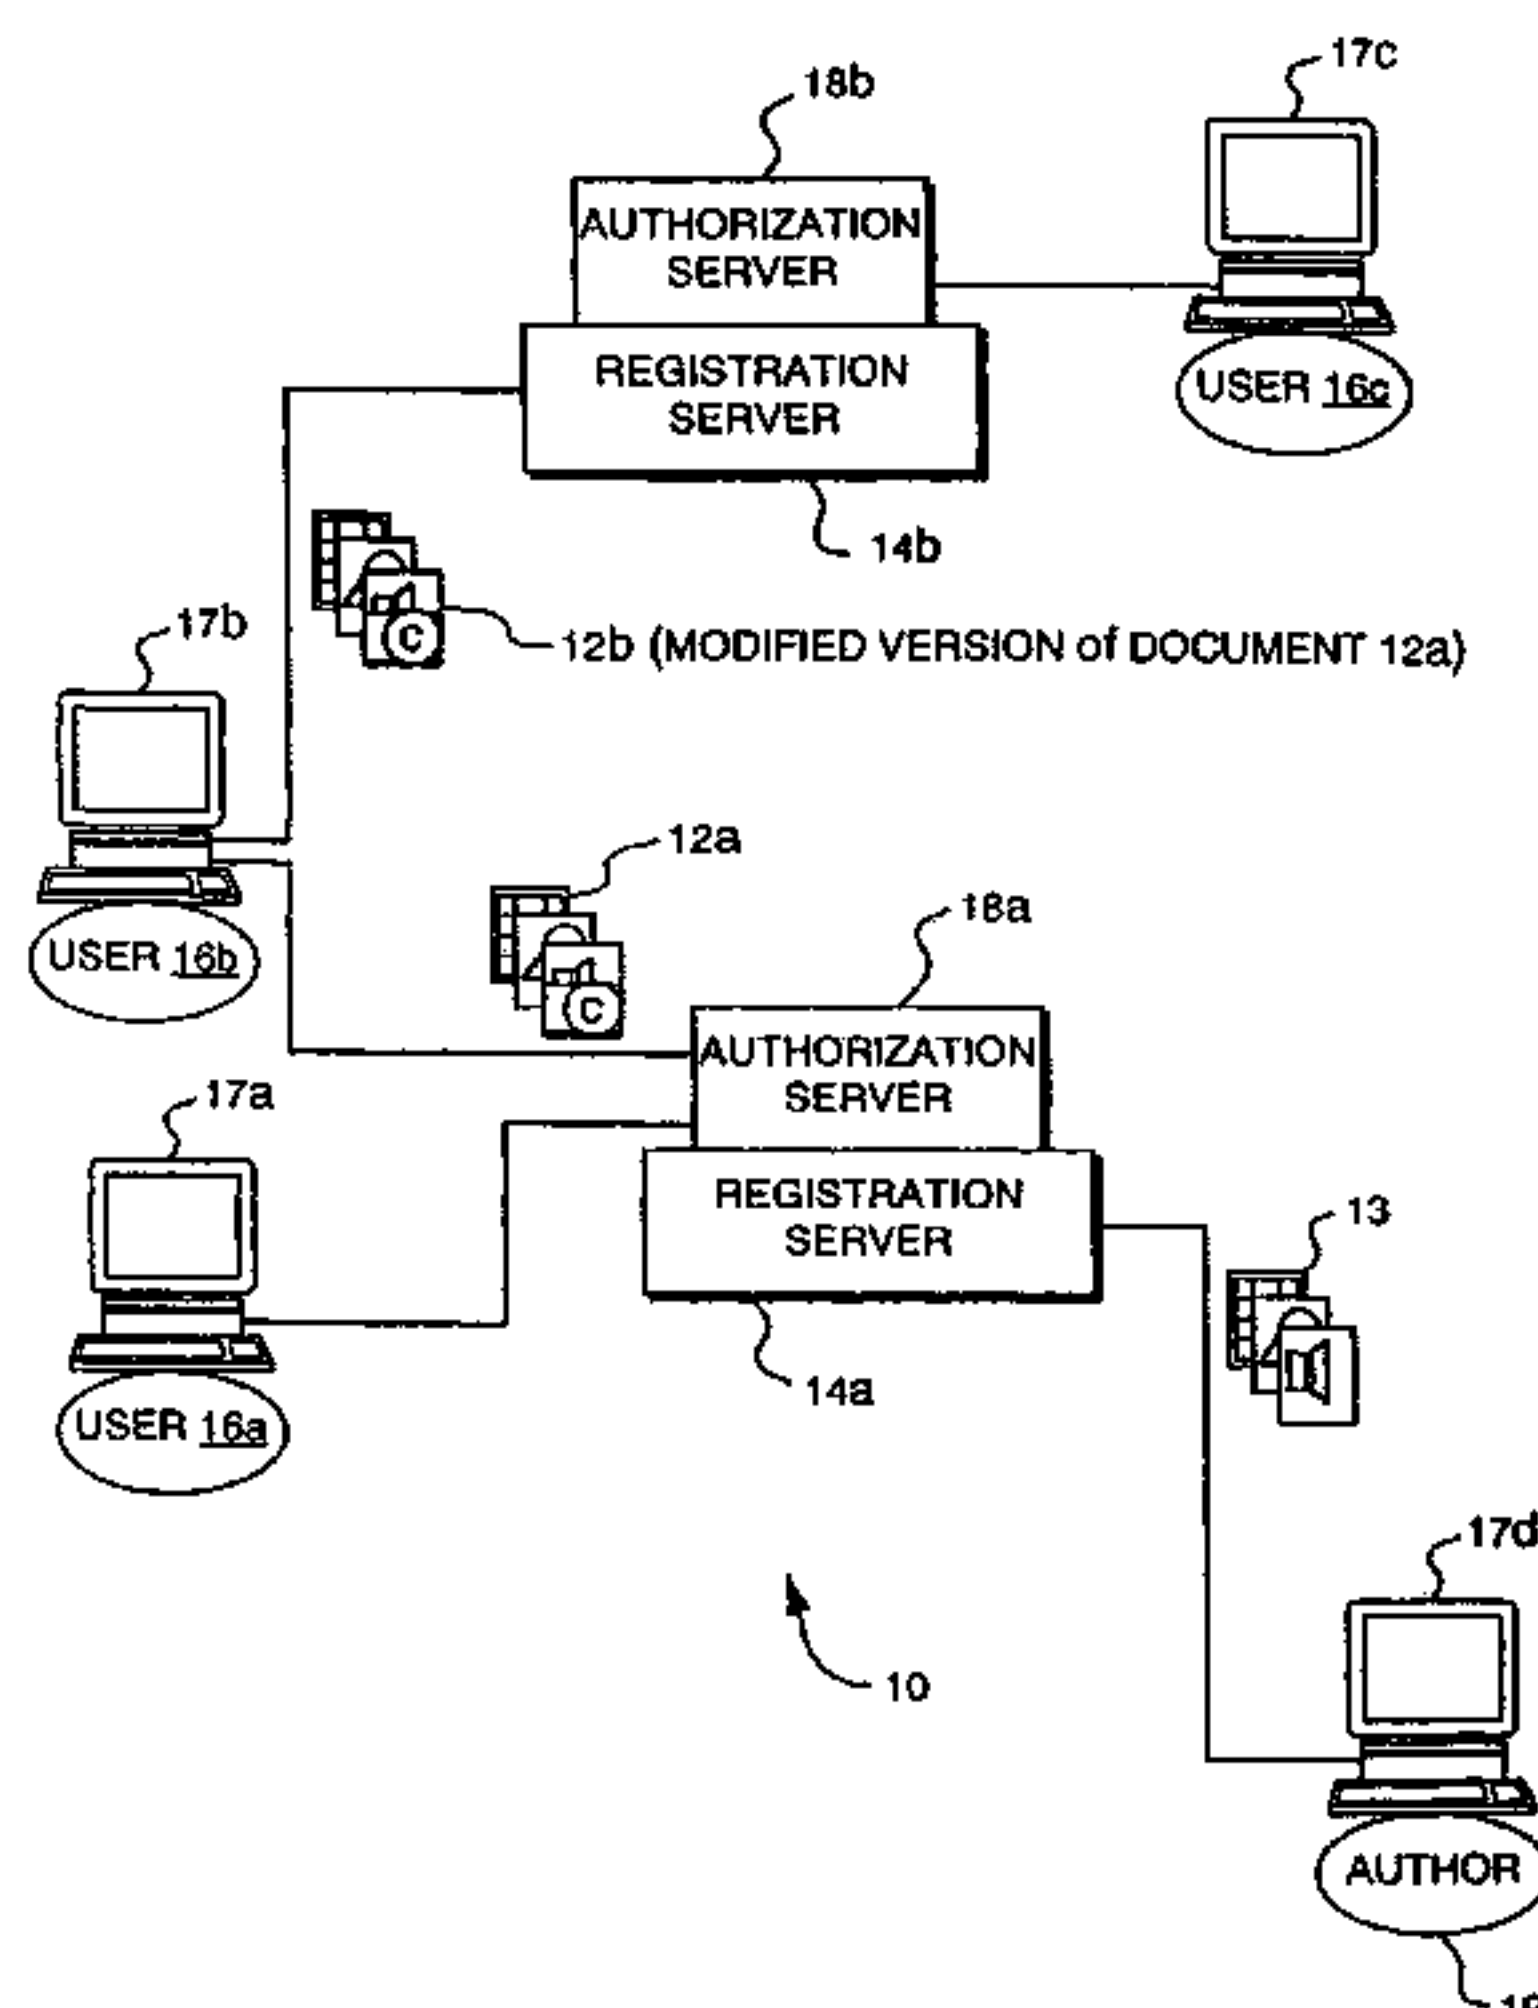 17c
18b
AUTHORIZATION
SERVER
REGISTRATION
SERVER
USER 16c
14b
C
12b (MODIFIED VERSION of DOCUMENT 12a)
17b
12a
USER 16b
18a
C
AUTHORIZATION
SERVER
17a
REGISTRATION
SERVER
13
14a
USER 16a
17d
10
AUTHOR